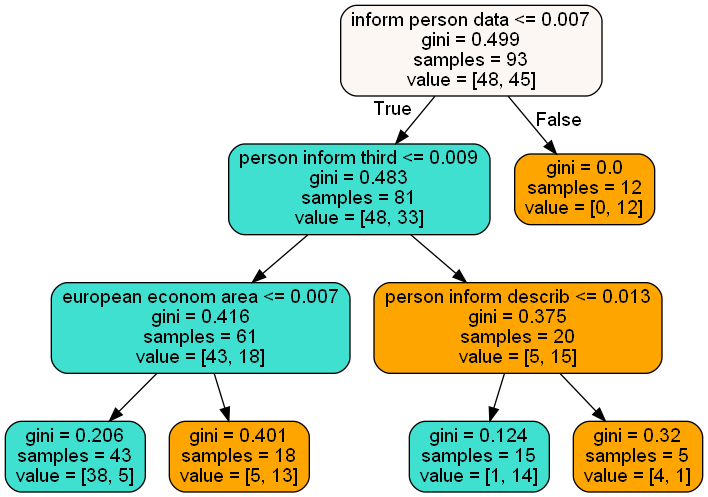 inform person data <= 0.007
gini = 0.499
samples = 93
value = [48, 45]
True
False
person inform third <= 0.009
gini = 0.483
samples = 81
value = [48, 33]
gini = 0.0
samples = 12
value = [0, 12]
european econom area <= 0.007
gini = 0.416
samples = 61
value = [43, 18]
person inform describ <= 0.013
gini = 0.375
samples = 20
value = [5, 15]
gini = 0.206
samples = 43
value = [38, 5]
gini = 0.401
samples = 18
value = [5, 13]
gini = 0.124
samples = 15
value = [1, 14]
gini = 0.32
samples = 5
value = [4, 1]